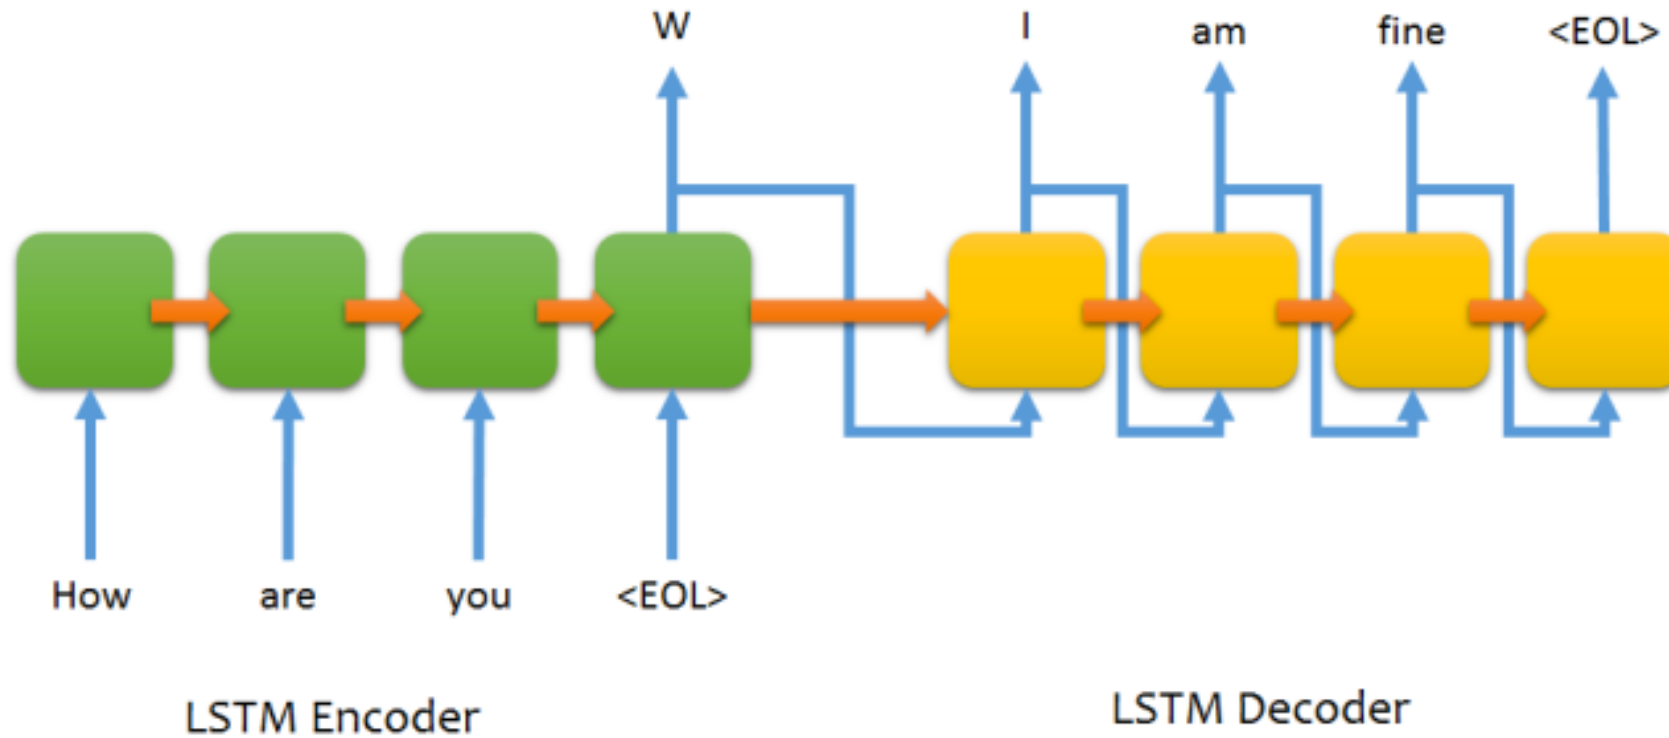 W I am fine <EOL>
How are you <EOL>
LSTM Encoder LSTM Decoder